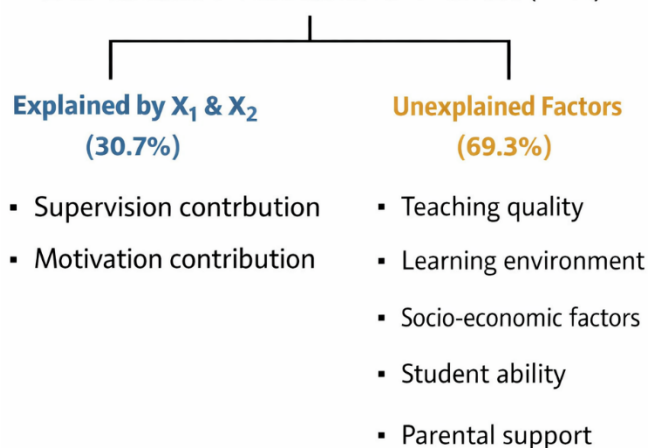 Explained by X₁ & X₂
(30.7%)
▪ Supervision contrbution
▪ Motivation contribution
Unexplained Factors
(69.3%)
▪ Teaching quality
▪ Learning environment
▪ Socio-economic factors
▪ Student ability
▪ Parental support